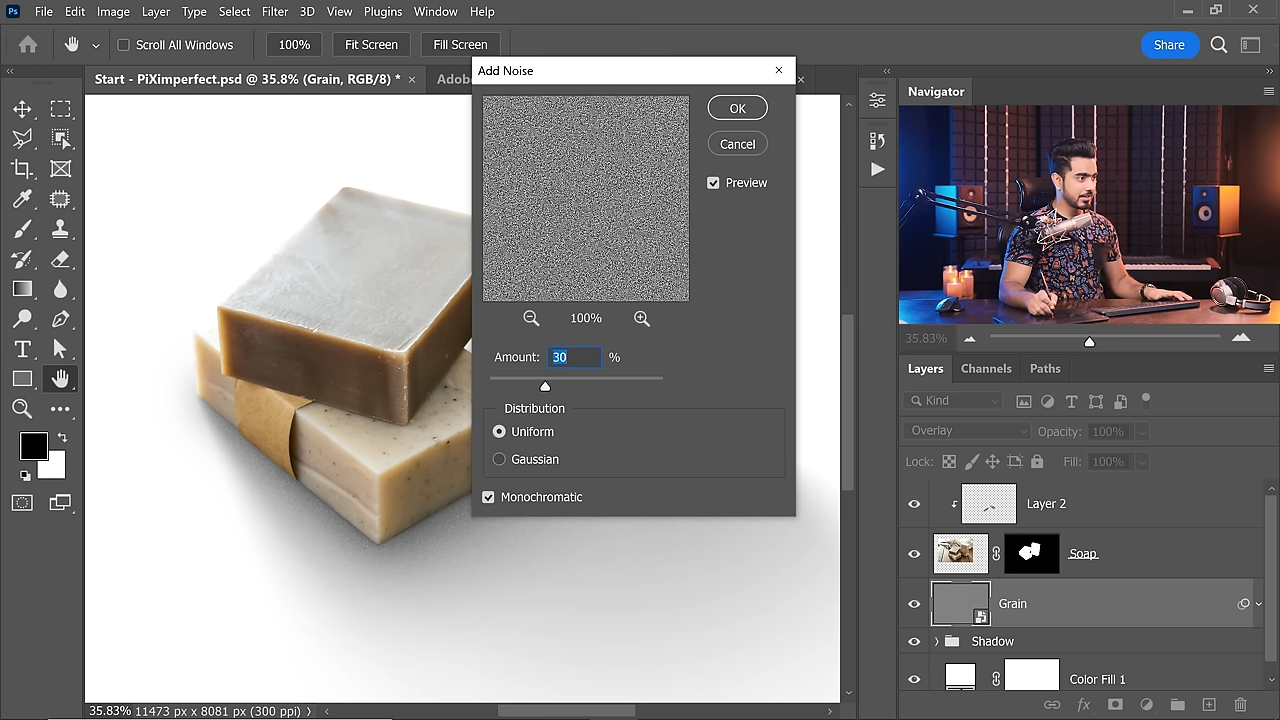 Ps File Edit Image Layer Type Select Filter 3D View Plugins Window Help
Scroll All Windows 100% Fit Screen Fill Screen Share
Start - PiXimperfect.psd @ 35.8% (Grain, RGB/8) * × Adob
Add Noise
OK
Cancel
Preview
100%
Amount: 30 %
Distribution
Uniform
Gaussian
Monochromatic
Navigator
35.83%
Layers Channels Paths
Kind
Overlay Opacity: 100%
Lock: Fill: 100%
Layer 2
Soap
Grain
Shadow
Color Fill 1
35.83% 11473 px x 8081 px (300 ppi)